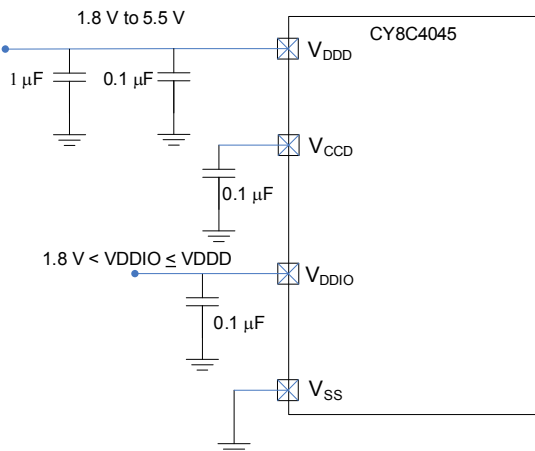 1.8 V to 5.5 V
CY8C4045
VDDD
1 μF
0.1 μF
VCCD
0.1 μF
1.8 V < VDDIO ≤ VDDD
VDDIO
0.1 μF
VSS